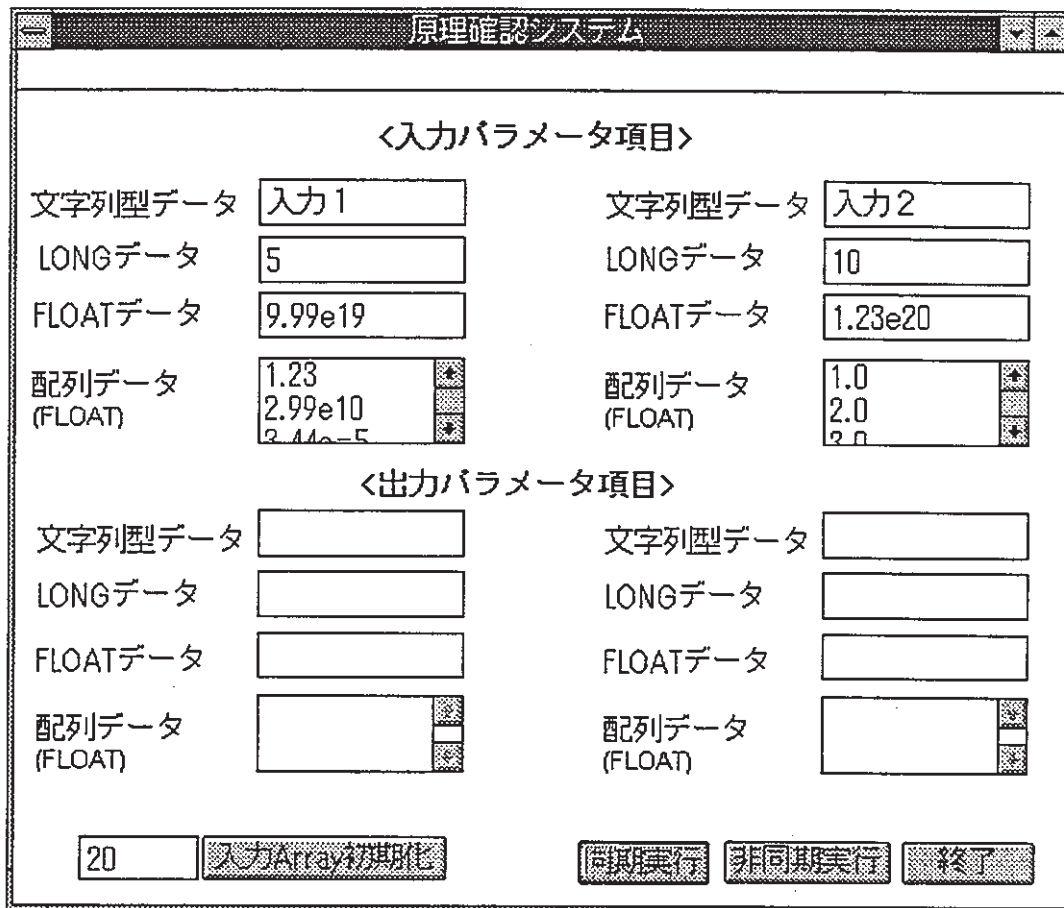 原理確認システム
<入力パラメータ項目>
文字列型データ 入力1 文字列型データ 入力2
LONGデータ 5 LONGデータ 10
FLOATデータ 9.99e19 FLOATデータ 1.23e20
配列データ 1.23 配列データ 1.0
(FLOAT) 2.99e10 (FLOAT) 2.0
3.44e-5 3.0
<出力パラメータ項目>
文字列型データ 文字列型データ
LONGデータ LONGデータ
FLOATデータ FLOATデータ
配列データ 配列データ
(FLOAT) (FLOAT)
20 入力Array初期化 同期実行 非同期実行 終了